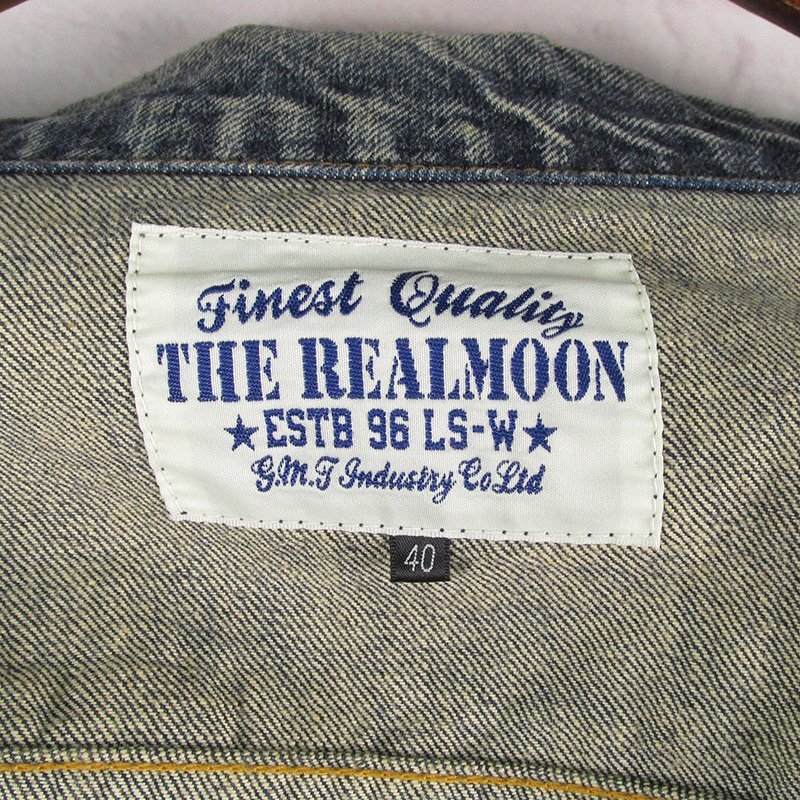 Finest Quality
THE REALMOON
★ESTB 96 LS-W★
G.M.T Industry Co Ltd
40